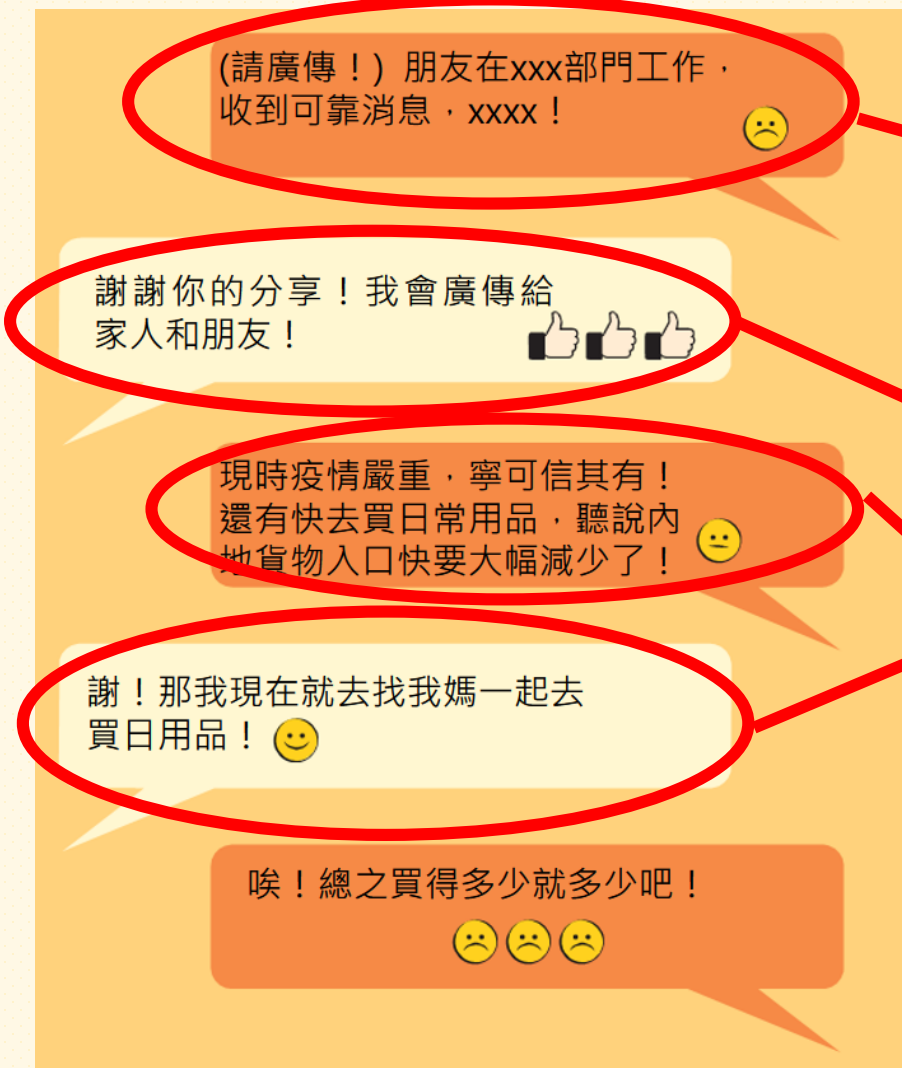 (請廣傳！) 朋友在xxx部門工作，
收到可靠消息，xxxx！
謝謝你的分享！我會廣傳給
家人和朋友！
現時疫情嚴重，寧可信其有！
還有快去買日常用品，聽說內
地貨物入口快要大幅減少了！
謝！那我現在就去找我媽一起去
買日用品！
唉！總之買得多少就多少吧！